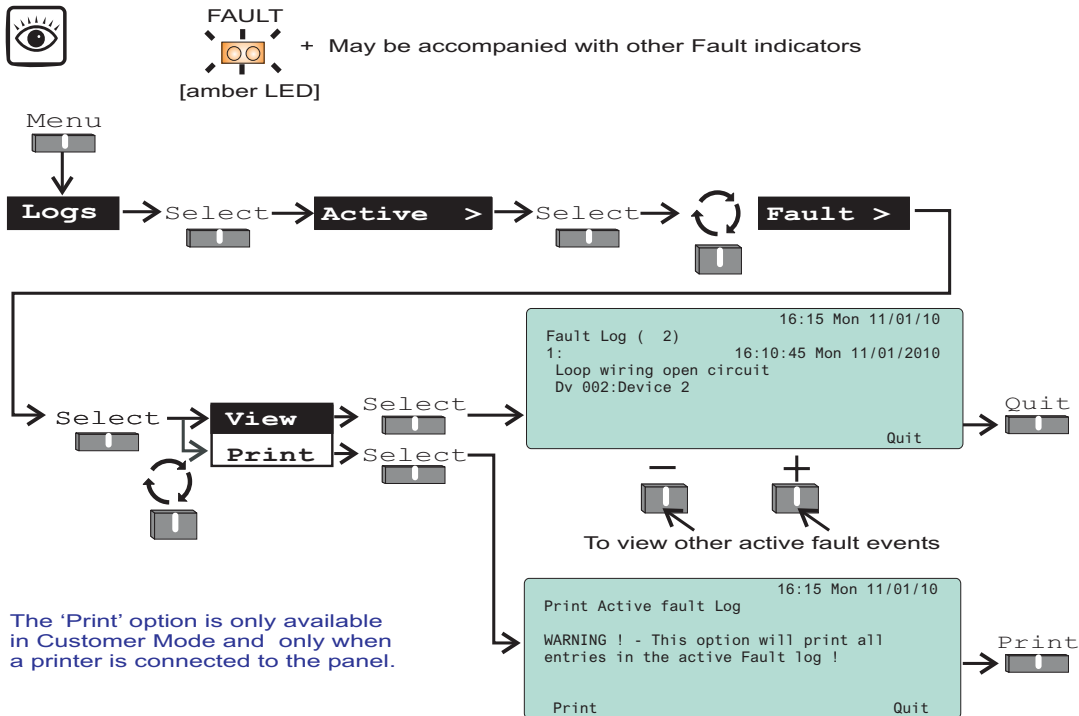 FAULT
+ May be accompanied with other Fault indicators
[amber LED]
Menu
Logs
Select
Active >
Select
Fault >
Select
View
Select
Print
Select
16:15 Mon 11/01/10
Fault Log ( 2)
1: 16:10:45 Mon 11/01/2010
Loop wiring open circuit
Dv 002:Device 2
Quit
Quit
− +
To view other active fault events
The ‘Print’ option is only available
in Customer Mode and only when
a printer is connected to the panel.
16:15 Mon 11/01/10
Print Active fault Log
WARNING ! - This option will print all
entries in the active Fault log !
Print Quit
Print